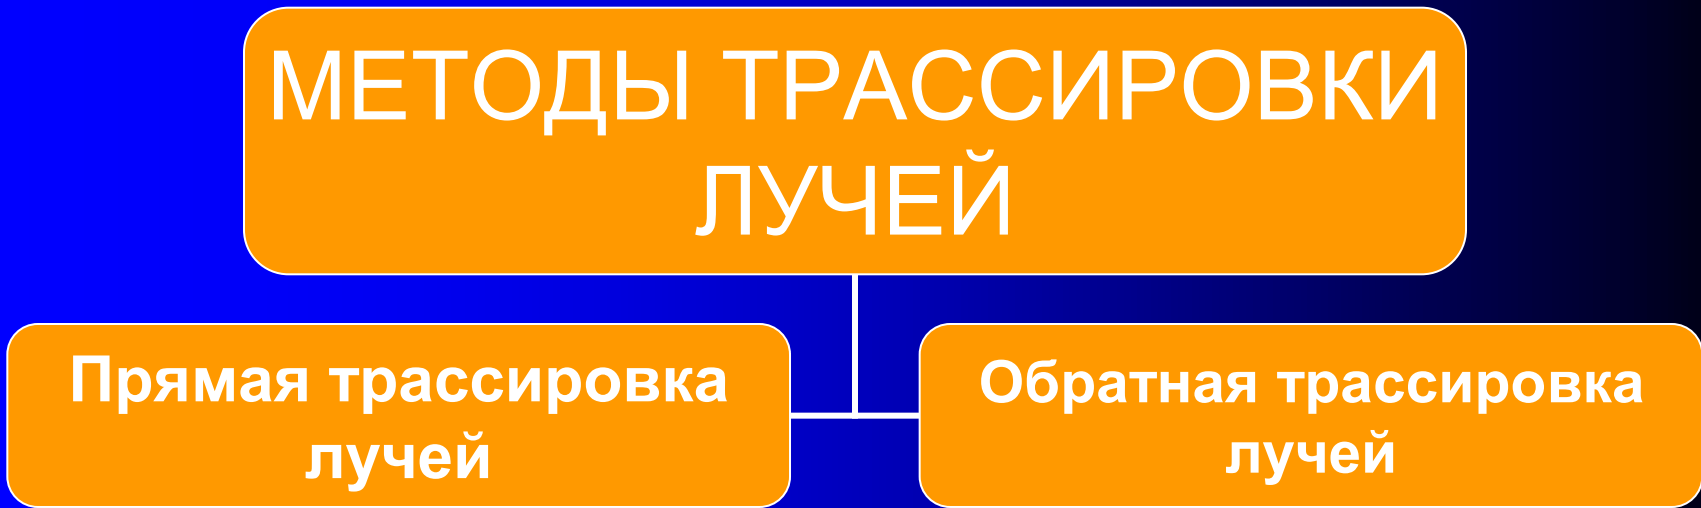 МЕТОДЫ ТРАССИРОВКИ
ЛУЧЕЙ
Прямая трассировка
лучей
Обратная трассировка
лучей